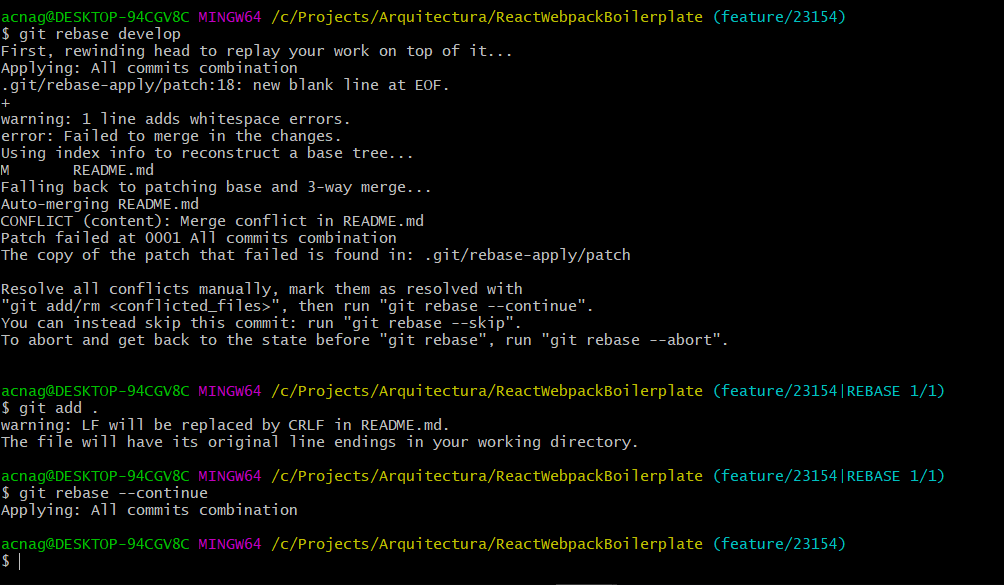 acnag@DESKTOP-94CGV8C MINGW64 /c/Projects/Arquitectura/ReactWebpackBoilerplate (feature/23154)
$ git rebase develop
First, rewinding head to replay your work on top of it...
Applying: All commits combination
.git/rebase-apply/patch:18: new blank line at EOF.
+
warning: 1 line adds whitespace errors.
error: Failed to merge in the changes.
Using index info to reconstruct a base tree...
M       README.md
Falling back to patching base and 3-way merge...
Auto-merging README.md
CONFLICT (content): Merge conflict in README.md
Patch failed at 0001 All commits combination
The copy of the patch that failed is found in: .git/rebase-apply/patch

Resolve all conflicts manually, mark them as resolved with
"git add/rm <conflicted_files>", then run "git rebase --continue".
You can instead skip this commit: run "git rebase --skip".
To abort and get back to the state before "git rebase", run "git rebase --abort".

acnag@DESKTOP-94CGV8C MINGW64 /c/Projects/Arquitectura/ReactWebpackBoilerplate (feature/23154|REBASE 1/1)
$ git add .
warning: LF will be replaced by CRLF in README.md.
The file will have its original line endings in your working directory.

acnag@DESKTOP-94CGV8C MINGW64 /c/Projects/Arquitectura/ReactWebpackBoilerplate (feature/23154|REBASE 1/1)
$ git rebase --continue
Applying: All commits combination

acnag@DESKTOP-94CGV8C MINGW64 /c/Projects/Arquitectura/ReactWebpackBoilerplate (feature/23154)
$